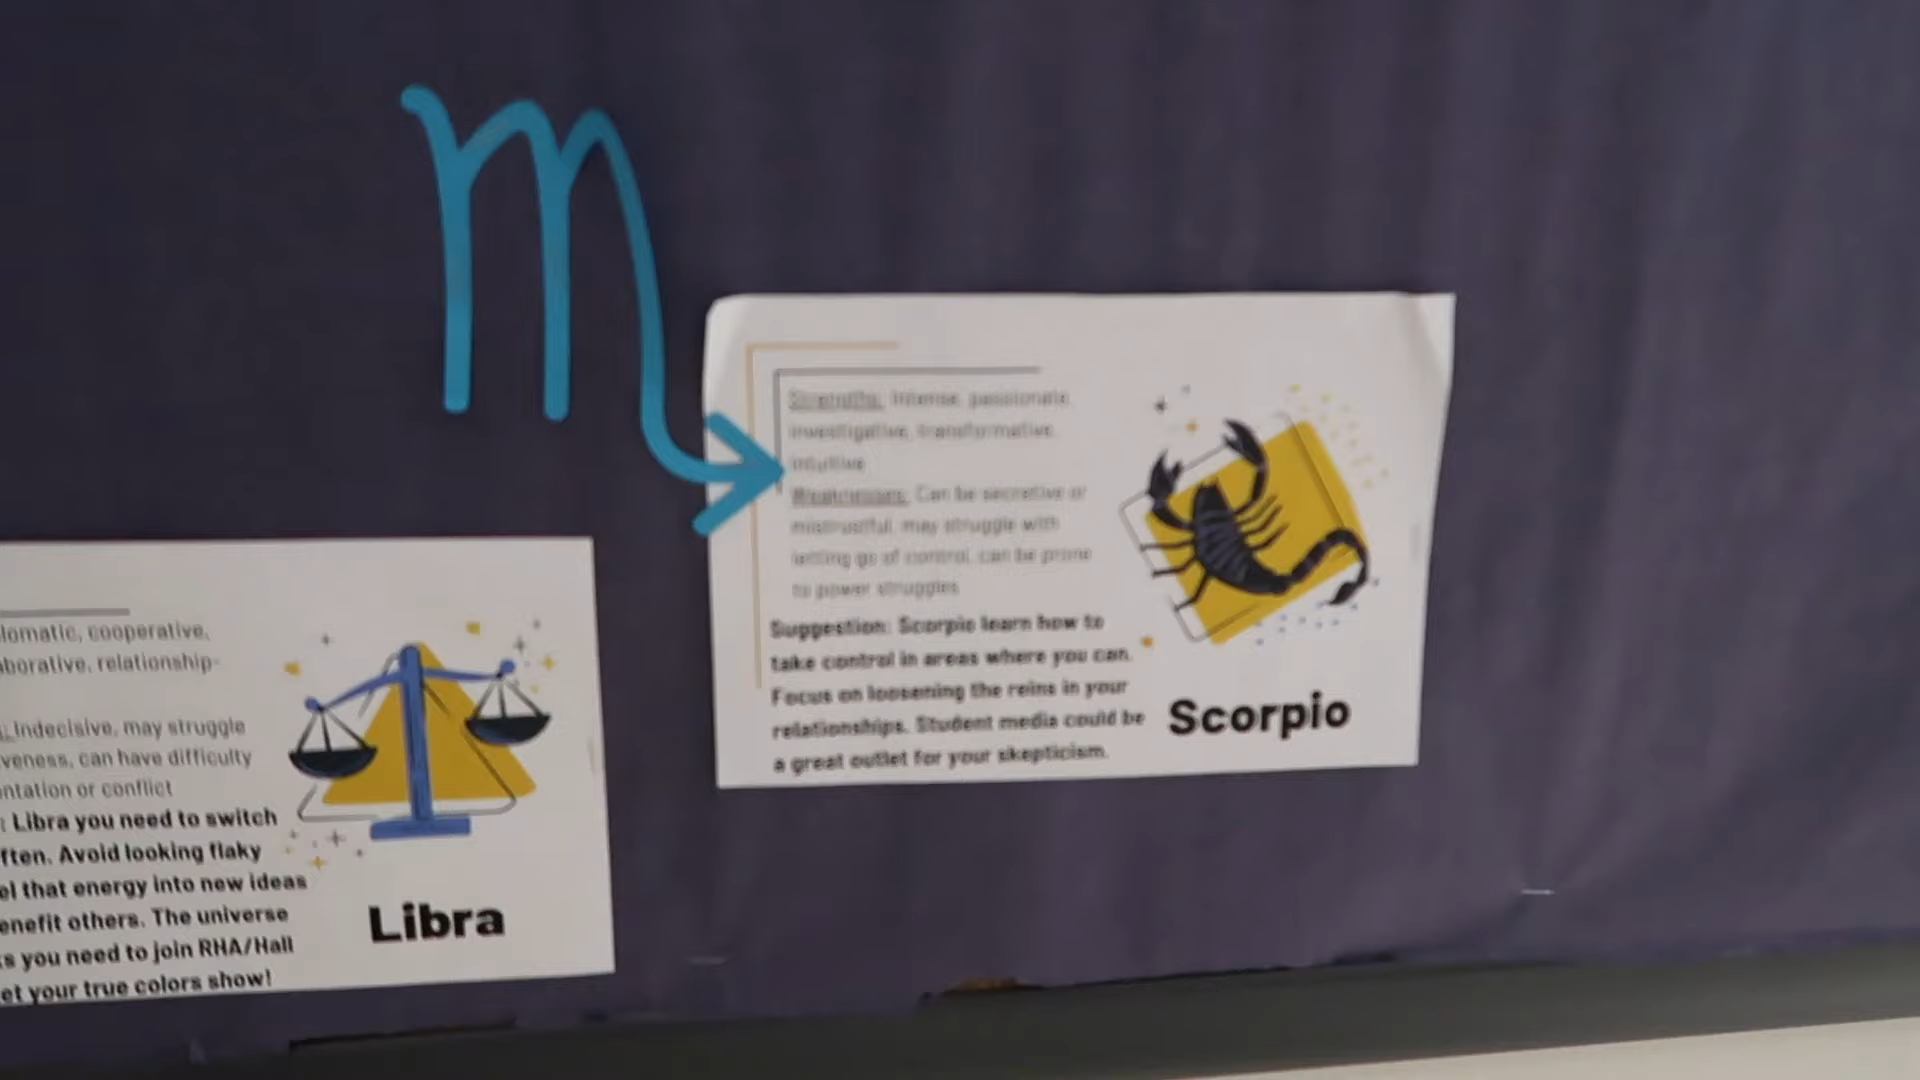 Strengths: Intense, passionate,
investigative, transformative,
intuitive
Weaknesses: Can be secretive or
mistrustful, may struggle with
letting go of control, can be prone
to power struggles
Suggestion: Scorpio learn how to
take control in areas where you can.
Focus on loosening the reins in your
relationships. Student media could be
a great outlet for your skepticism.
Scorpio
lomatic, cooperative,
aborative, relationship-
Indecisive, may struggle
veness, can have difficulty
ntation or conflict
: Libra you need to switch
ften. Avoid looking flaky
el that energy into new ideas
enefit others. The universe
s you need to join RHA/Hall
et your true colors show!
Libra